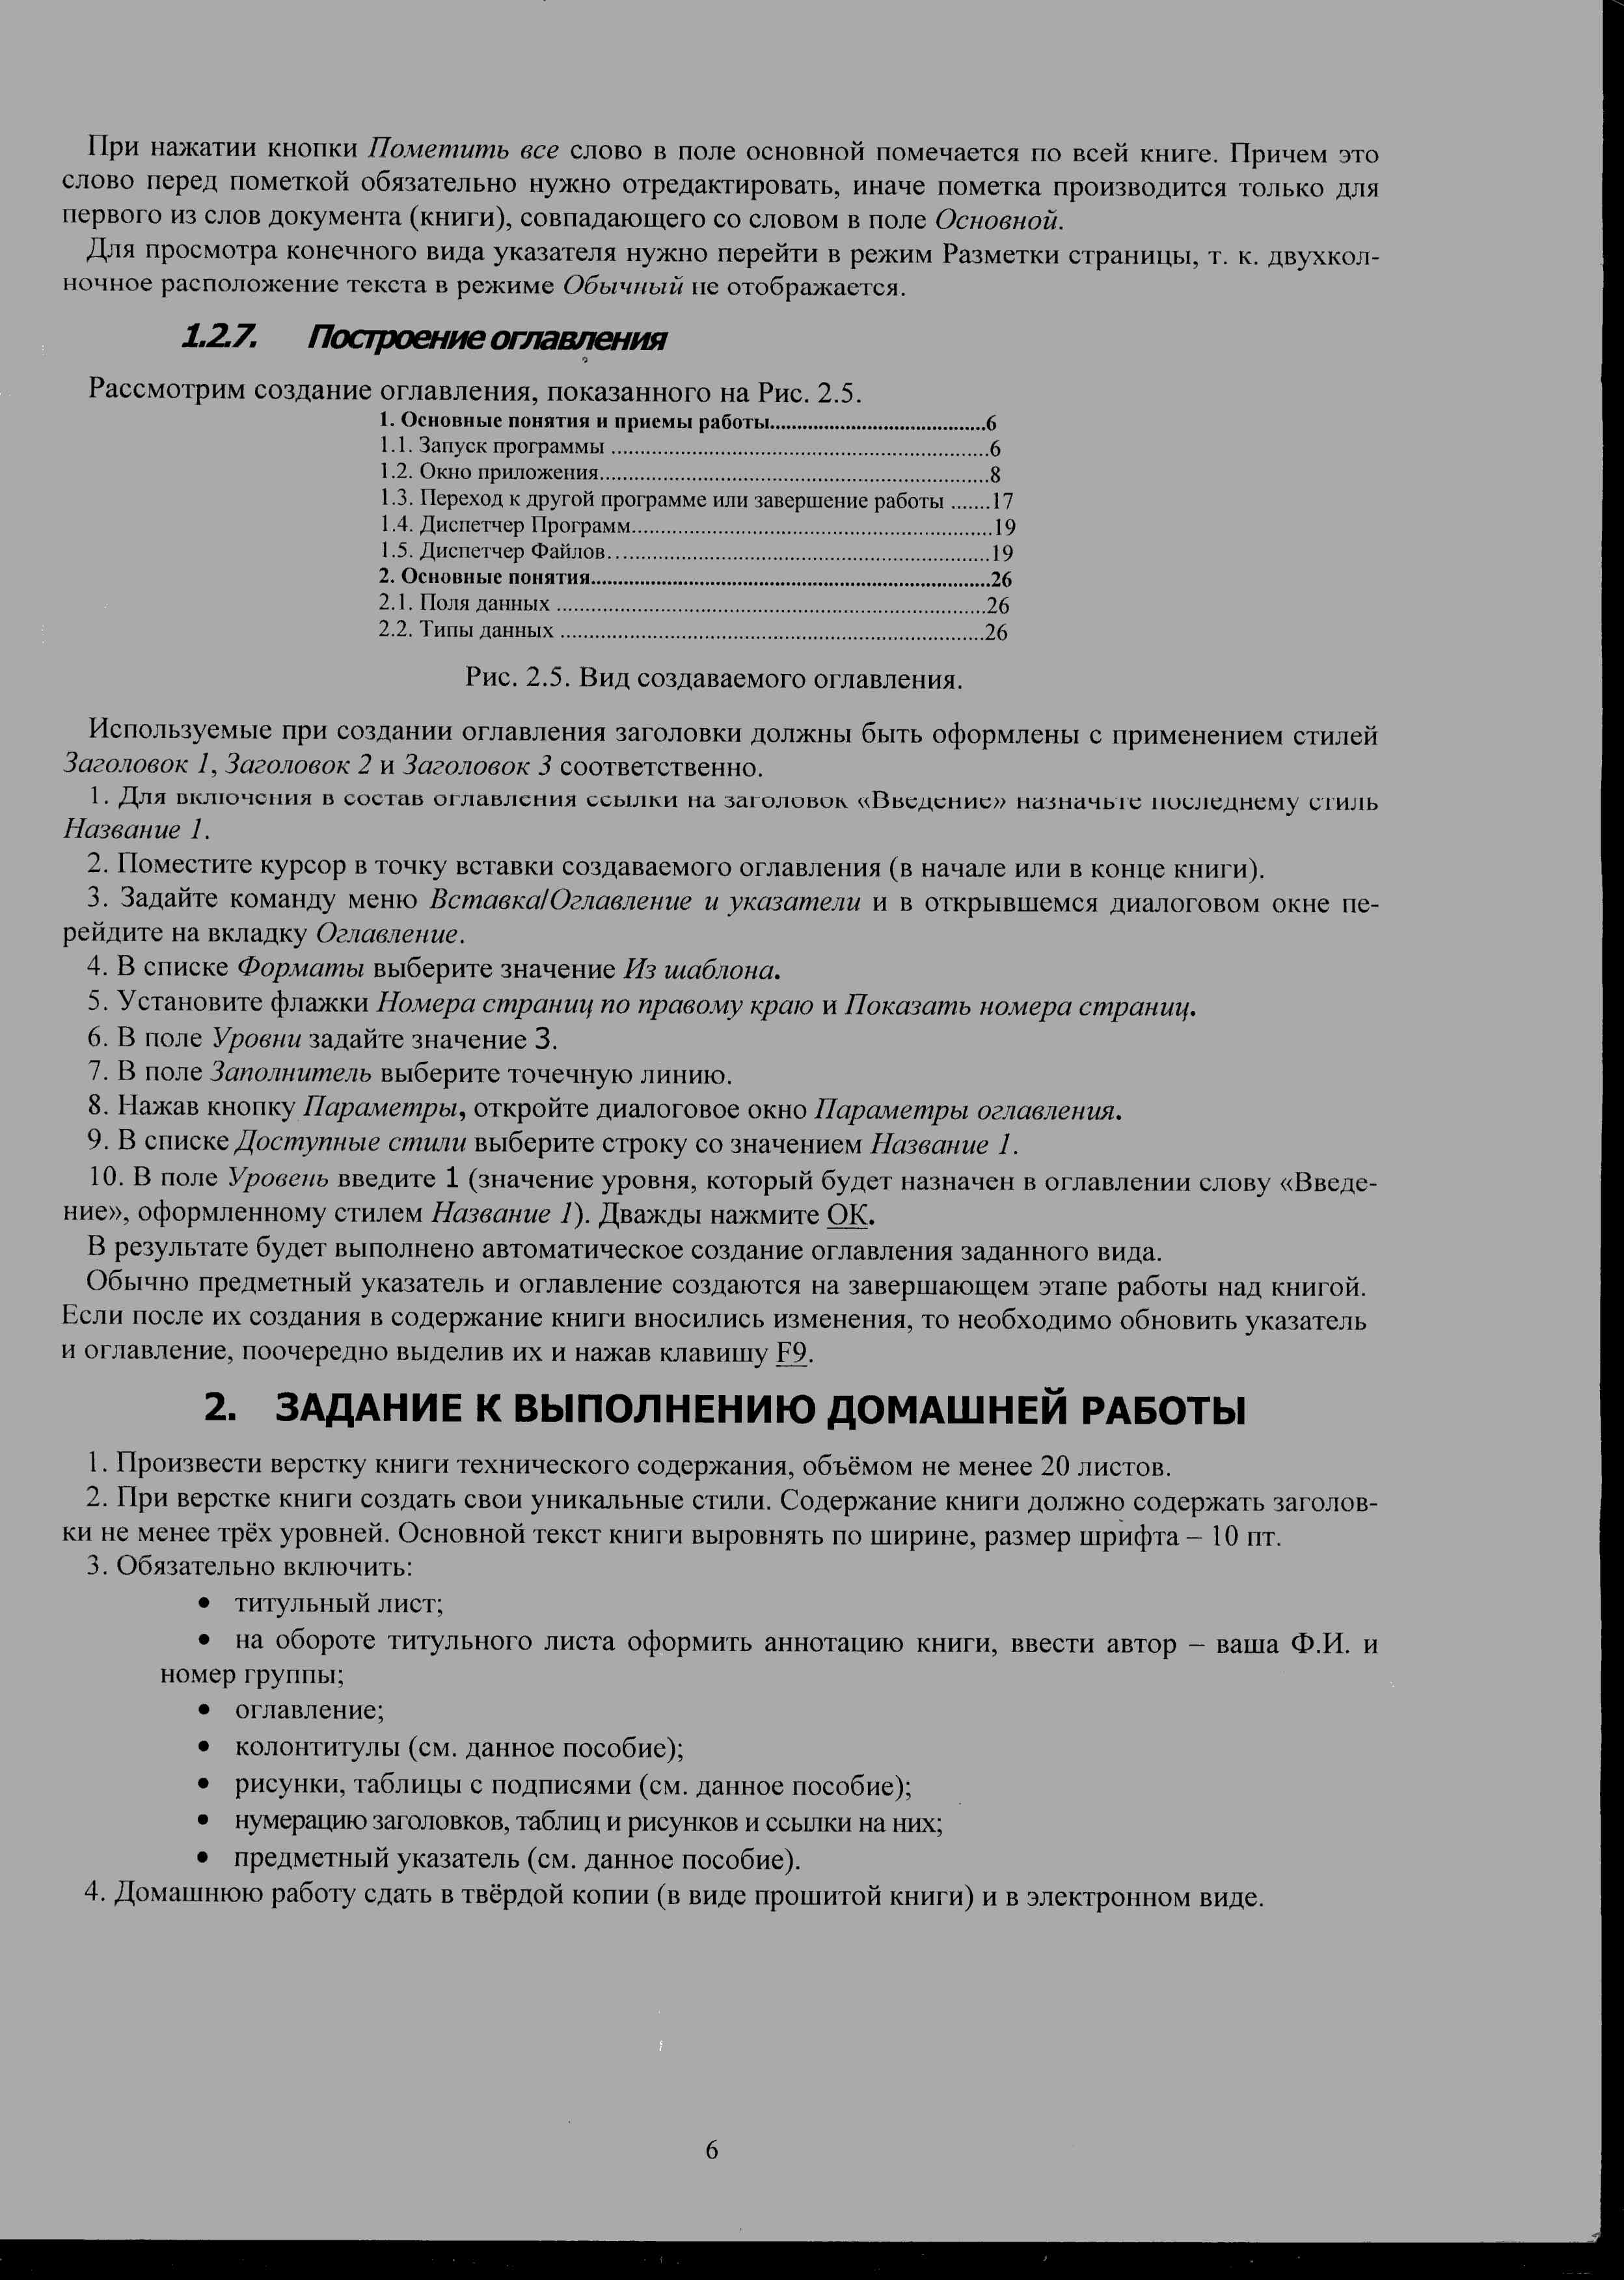 При нажатии кнопки Пометить все слово в поле основной помечается по всей книге. Причем это
слово перед пометкой обязательно нужно отредактировать, иначе пометка производится только для
первого из слов документа (книги), совпадающего со словом в поле Основной.
Для просмотра конечного вида указателя нужно перейти в режим Разметки страницы, т. к. двухкол-
ночное расположение текста в режиме Обычный не отображается.
1.2.7. Построение оглавления
Рассмотрим создание оглавления, показанного на Рис. 2.5.
1. Основные понятия и приемы работы....................................6
1.1. Запуск программы ................................................................6
1.2. Окно приложения..................................................................8
1.3. Переход к другой программе или завершение работы .......17
1.4. Диспетчер Программ.............................................................19
1.5. Диспетчер Файлов.................................................................19
2. Основные понятия...................................................................26
2.1. Поля данных .........................................................................26
2.2. Типы данных ........................................................................26
Рис. 2.5. Вид создаваемого оглавления.
Используемые при создании оглавления заголовки должны быть оформлены с применением стилей
Заголовок 1, Заголовок 2 и Заголовок 3 соответственно.
1. Для включения в состав оглавления ссылки на заголовок «Введение» назначьте последнему стиль
Название 1.
2. Поместите курсор в точку вставки создаваемого оглавления (в начале или в конце книги).
3. Задайте команду меню Вставка/Оглавление и указатели и в открывшемся диалоговом окне пе-
рейдите на вкладку Оглавление.
4. В списке Форматы выберите значение Из шаблона.
5. Установите флажки Номера страниц по правому краю и Показать номера страниц.
6. В поле Уровни задайте значение 3.
7. В поле Заполнитель выберите точечную линию.
8. Нажав кнопку Параметры, откройте диалоговое окно Параметры оглавления.
9. В списке Доступные стили выберите строку со значением Название 1.
10. В поле Уровень введите 1 (значение уровня, который будет назначен в оглавлении слову «Введе-
ние», оформленному стилем Название 1). Дважды нажмите ОК.
В результате будет выполнено автоматическое создание оглавления заданного вида.
Обычно предметный указатель и оглавление создаются на завершающем этапе работы над книгой.
Если после их создания в содержание книги вносились изменения, то необходимо обновить указатель
и оглавление, поочередно выделив их и нажав клавишу F9.
2. ЗАДАНИЕ К ВЫПОЛНЕНИЮ ДОМАШНЕЙ РАБОТЫ
1. Произвести верстку книги технического содержания, объёмом не менее 20 листов.
2. При верстке книги создать свои уникальные стили. Содержание книги должно содержать заголов-
ки не менее трёх уровней. Основной текст книги выровнять по ширине, размер шрифта – 10 пт.
3. Обязательно включить:
• титульный лист;
• на обороте титульного листа оформить аннотацию книги, ввести автор – ваша Ф.И. и
номер группы;
• оглавление;
• колонтитулы (см. данное пособие);
• рисунки, таблицы с подписями (см. данное пособие);
• нумерацию заголовков, таблиц и рисунков и ссылки на них;
• предметный указатель (см. данное пособие).
4. Домашнюю работу сдать в твёрдой копии (в виде прошитой книги) и в электронном виде.
6